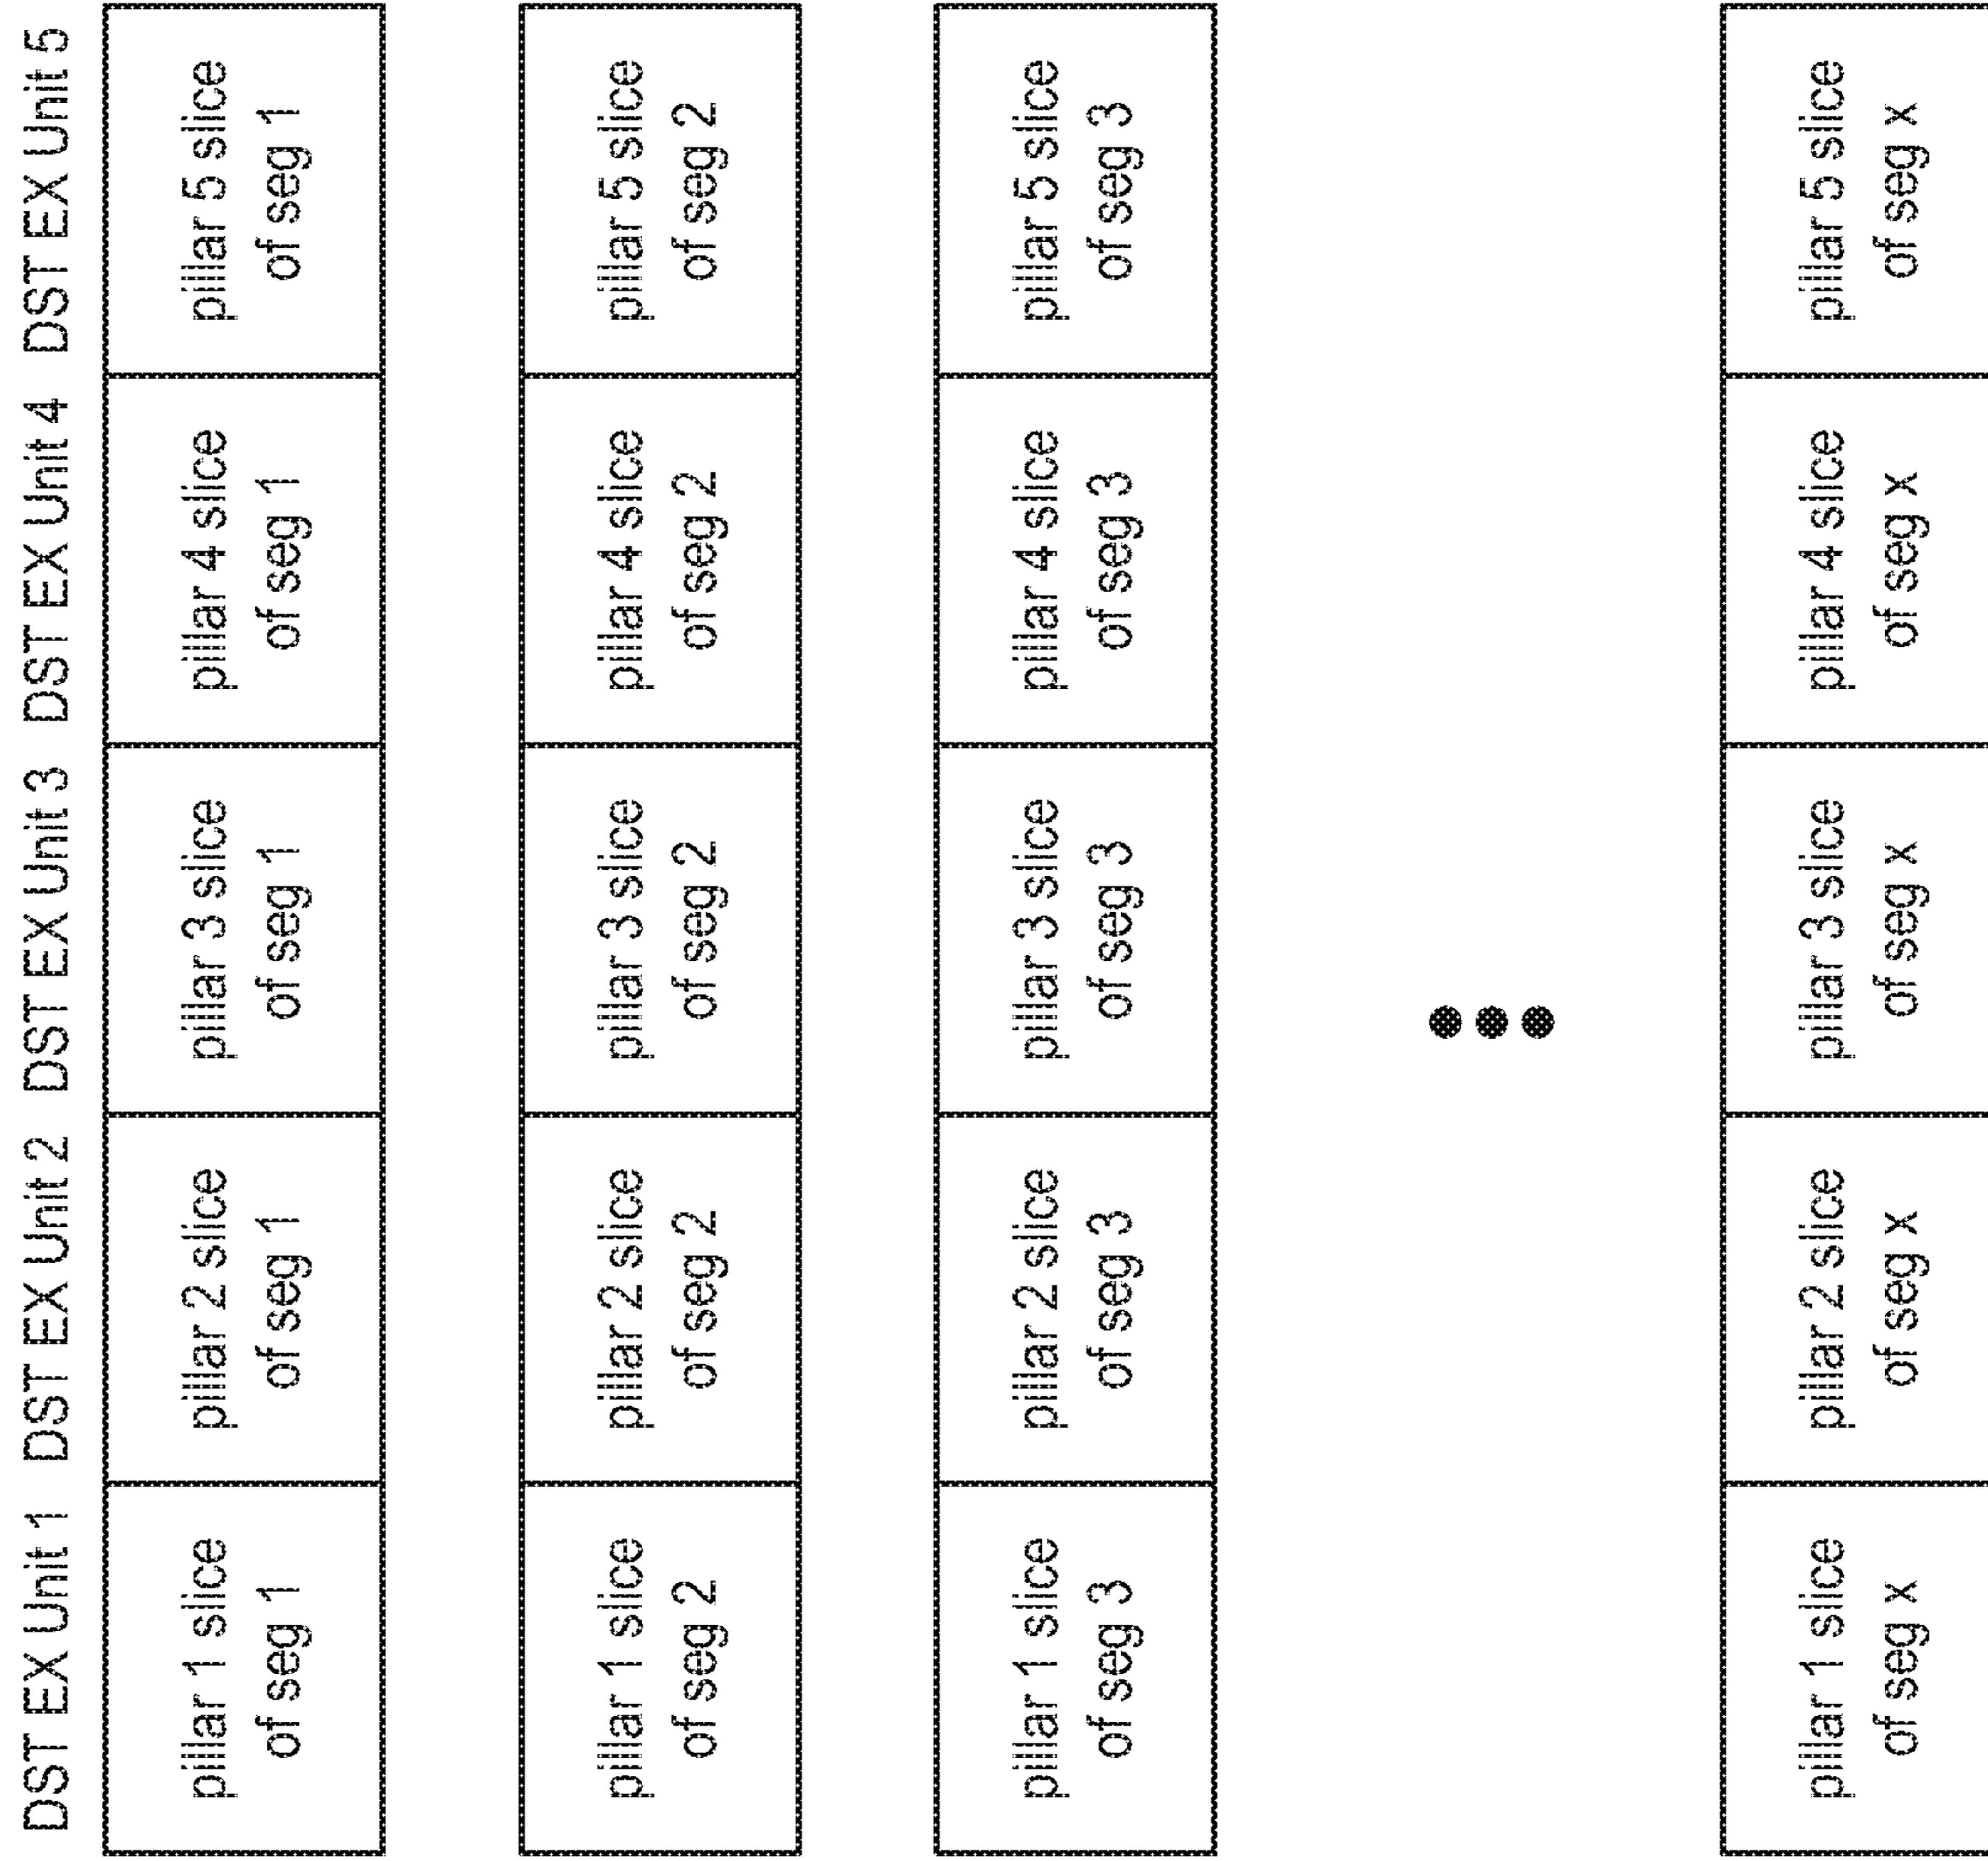 DST EX Unit 1 DST EX Unit 2 DST EX Unit 3 DST EX Unit 4 DST EX Unit 5
pillar 1 slice
of seg 1
pillar 2 slice
of seg 1
pillar 3 slice
of seg 1
pillar 4 slice
of seg 1
pillar 5 slice
of seg 1
pillar 1 slice
of seg 2
pillar 2 slice
of seg 2
pillar 3 slice
of seg 2
pillar 4 slice
of seg 2
pillar 5 slice
of seg 2
pillar 1 slice
of seg 3
pillar 2 slice
of seg 3
pillar 3 slice
of seg 3
pillar 4 slice
of seg 3
pillar 5 slice
of seg 3
pillar 1 slice
of seg x
pillar 2 slice
of seg x
pillar 3 slice
of seg x
pillar 4 slice
of seg x
pillar 5 slice
of seg x